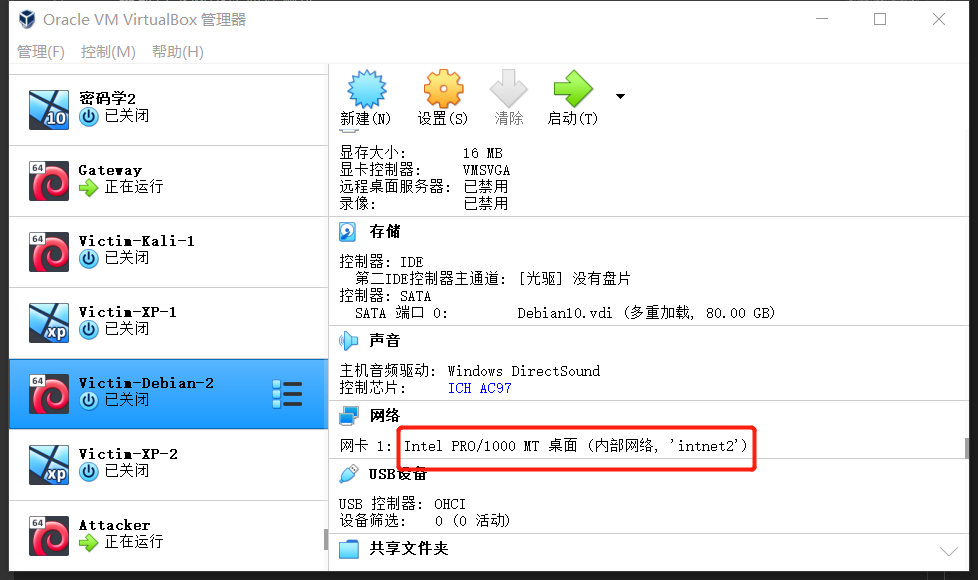 Oracle VM VirtualBox 管理器
管理(F) 控制(M) 帮助(H)
密码学2
10
已关闭
64
Gateway
正在运行
64
Victim-Kali-1
已关闭
Victim-XP-1
xp
已关闭
64
Victim-Debian-2
已关闭
Victim-XP-2
xp
已关闭
64
Attacker
正在运行
新建(N) 设置(S) 清除 启动(T)
显存大小: 16 MB
显卡控制器: VMSVGA
远程桌面服务器: 已禁用
录像: 已禁用
存储
控制器: IDE
第二IDE控制器主通道: [光驱] 没有盘片
控制器: SATA
SATA 端口 0: Debian10.vdi (多重加载, 80.00 GB)
声音
主机音频驱动: Windows DirectSound
控制芯片: ICH AC97
网络
网卡 1: Intel PRO/1000 MT 桌面 (内部网络, 'intnet2')
USB设备
USB 控制器: OHCI
设备筛选: 0 (0 活动)
共享文件夹